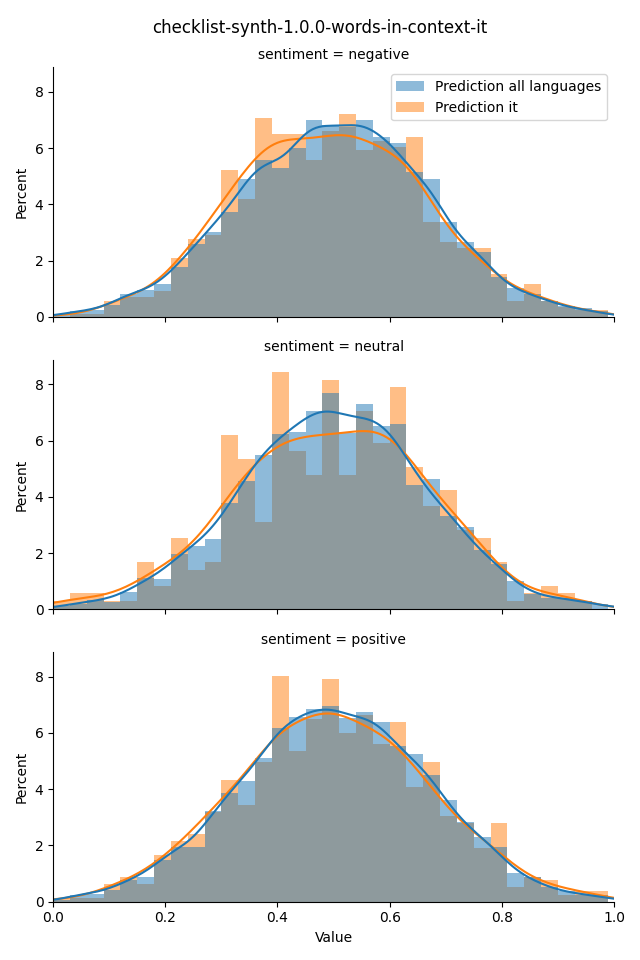 checklist-synth-1.0.0-words-in-context-it
sentiment = negative
Prediction all languages
Prediction it
8
6
4
2
0
Percent
sentiment = neutral
8
6
4
2
0
Percent
sentiment = positive
8
6
4
2
0
Percent
0.0 0.2 0.4 0.6 0.8 1.0
Value